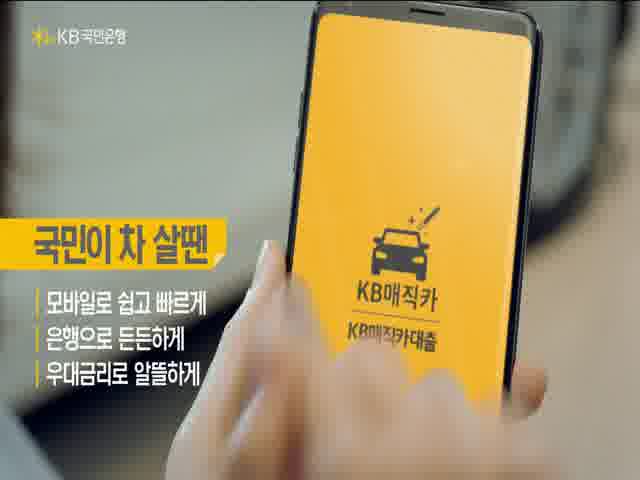 KB국민은행
국민이 차 살땐
모바일로 쉽고 빠르게
은행으로 든든하게
우대금리로 알뜰하게
KB매직카
KB매직카대출